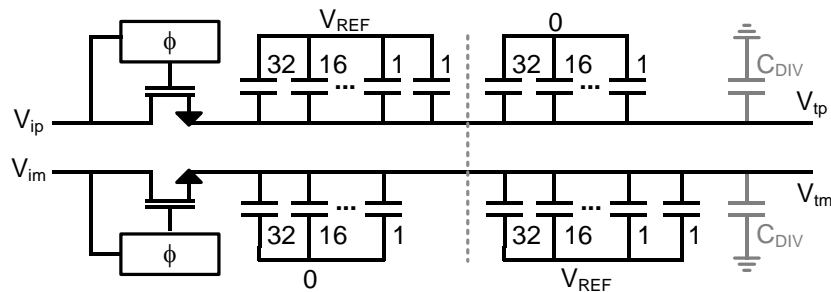 V_REF 0
ϕ
32 16 ... 1 1 32 16 ... 1 C_DIV
V_ip V_tp
V_im V_tm
32 16 ... 1 32 16 ... 1 1 C_DIV
ϕ
0 V_REF